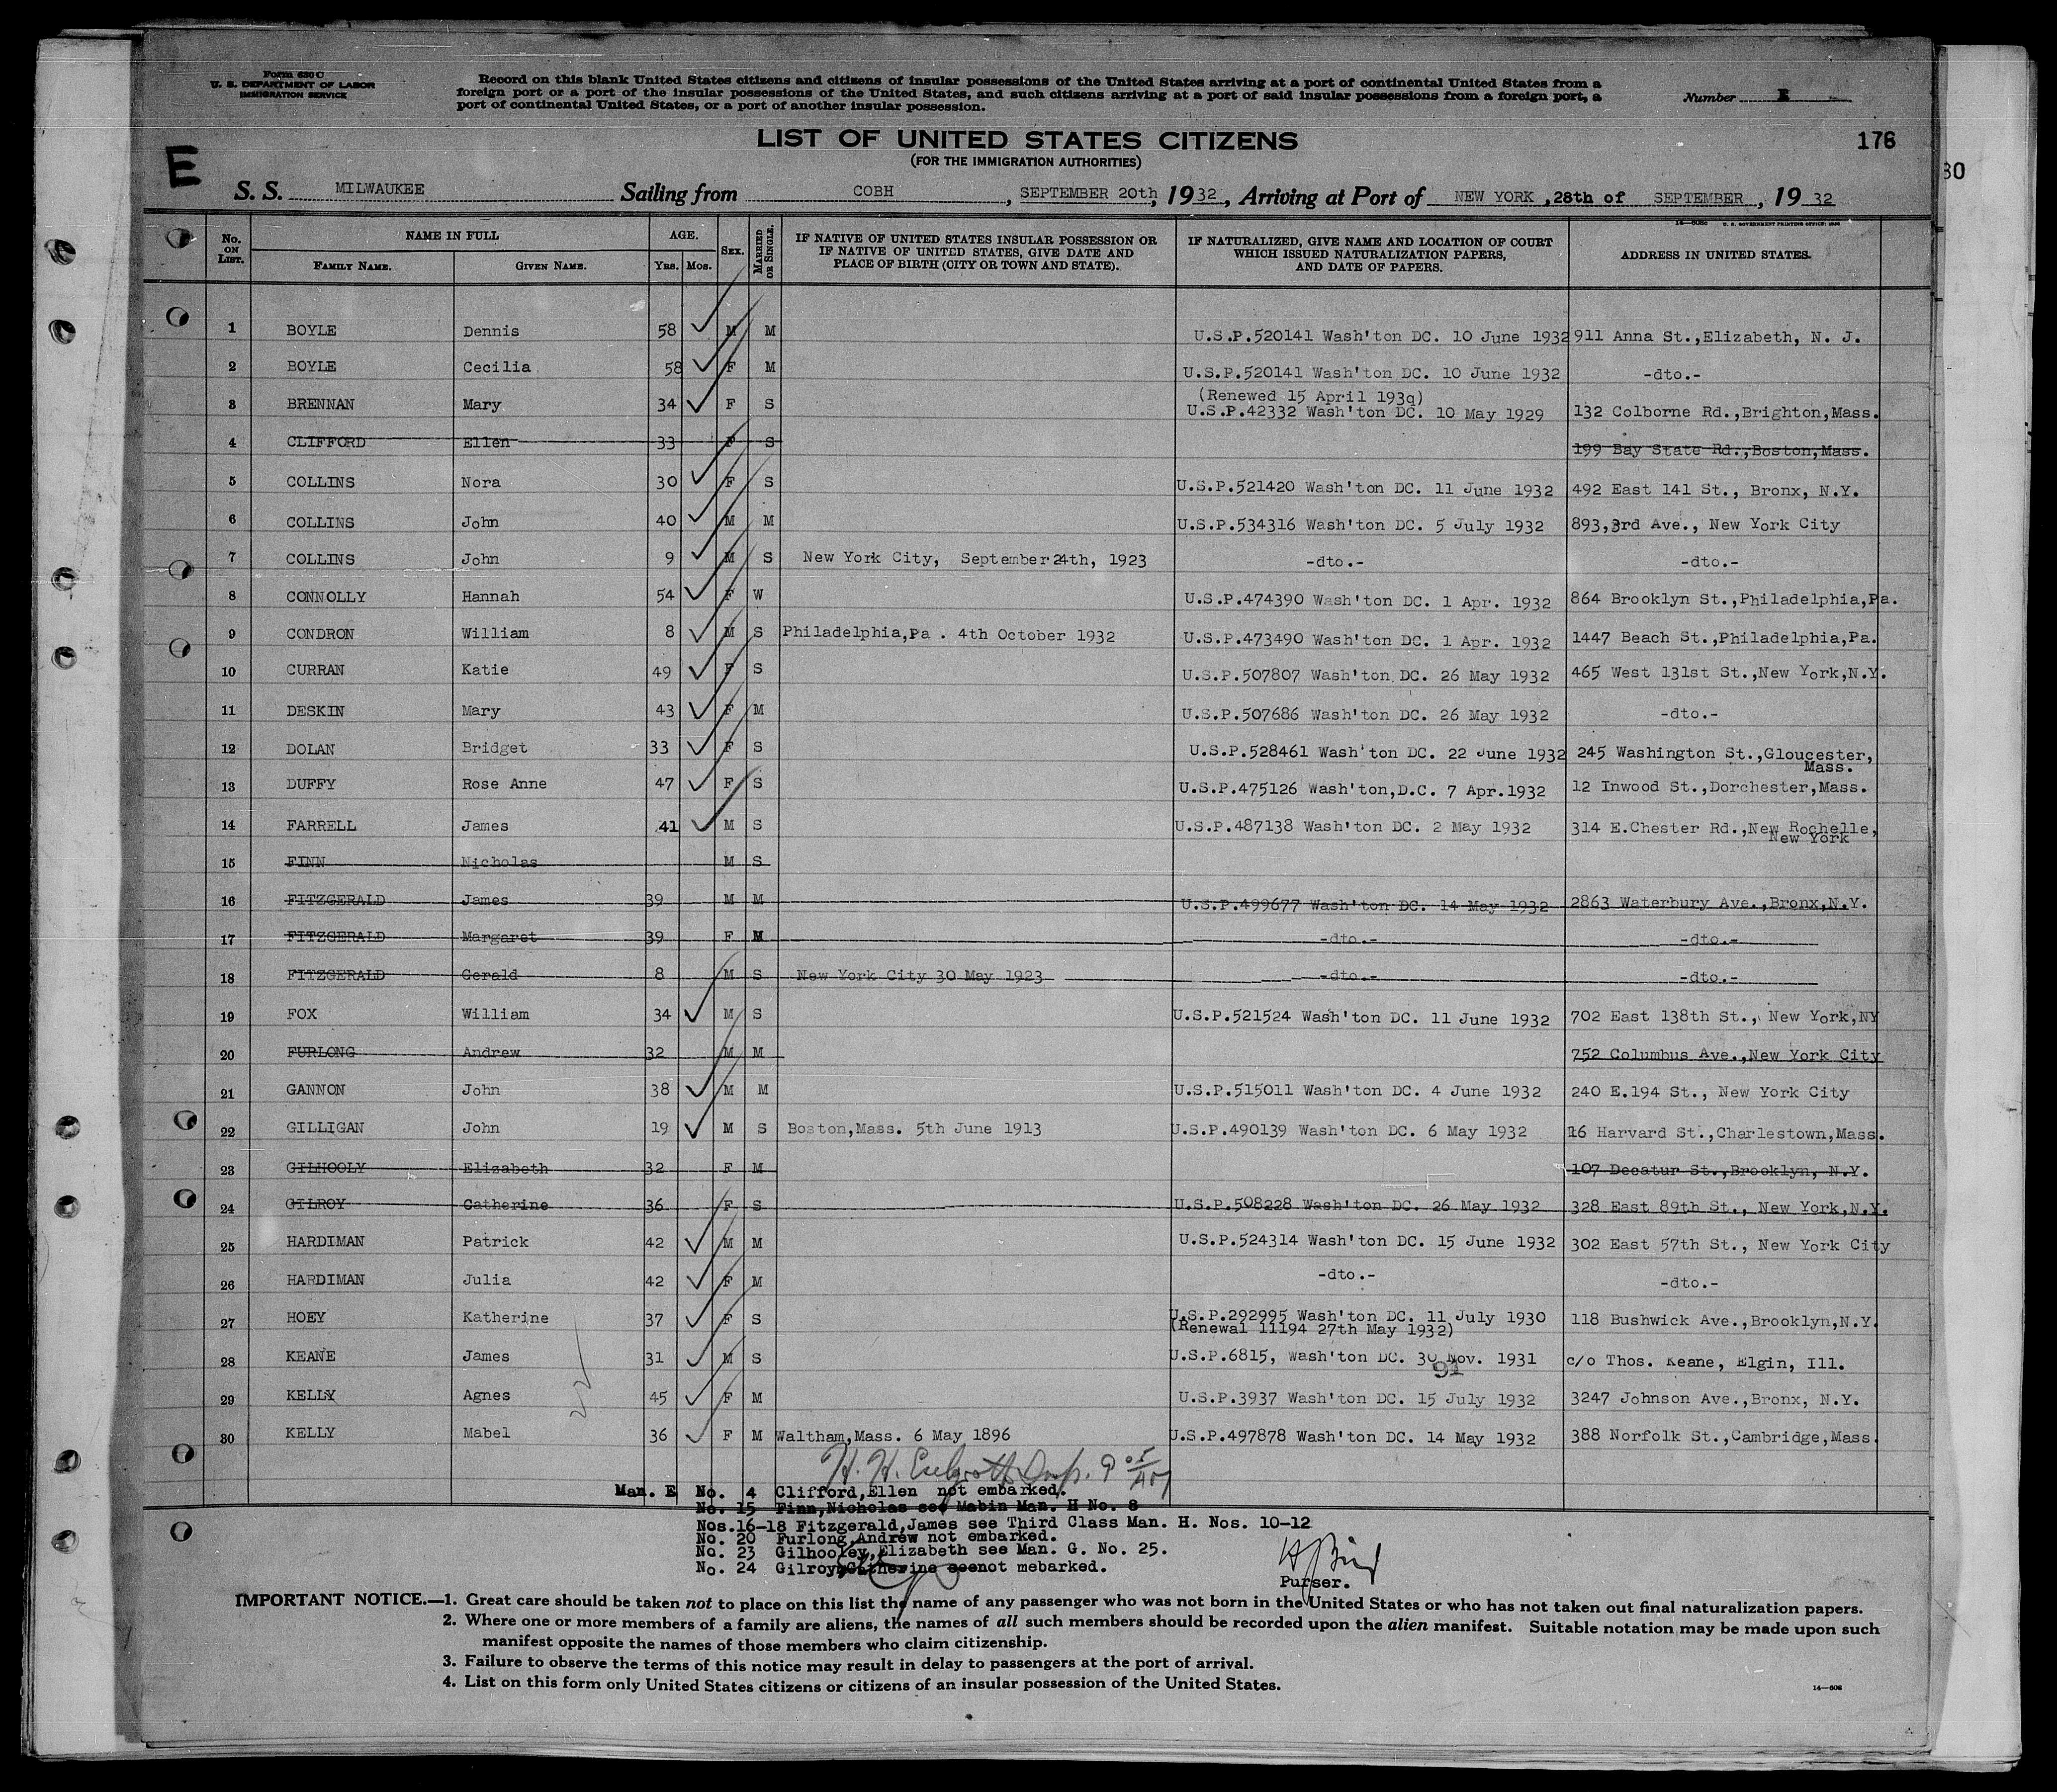 Form 630 C
U. S. DEPARTMENT OF LABOR
IMMIGRATION SERVICE
Record on this blank United States citizens and citizens of insular possessions of the United States arriving at a port of continental United States from a
foreign port or a port of the insular possessions of the United States, and such citizens arriving at a port of said insular possessions from a foreign port, a
port of continental United States, or a port of another insular possession.
Number E
LIST OF UNITED STATES CITIZENS
(FOR THE IMMIGRATION AUTHORITIES)
176
30
E
S. S. MILWAUKEE Sailing from COBH, SEPTEMBER 20th, 1932, Arriving at Port of NEW YORK, 28th of SEPTEMBER, 1932
U. S. GOVERNMENT PRINTING OFFICE
No. ON LIST. NAME IN FULL FAMILY NAME. GIVEN NAME. AGE. YRS. MOS. SEX. MARRIED OR SINGLE. IF NATIVE OF UNITED STATES INSULAR POSSESSION OR IF NATIVE OF UNITED STATES, GIVE DATE AND PLACE OF BIRTH (CITY OR TOWN AND STATE). IF NATURALIZED, GIVE NAME AND LOCATION OF COURT WHICH ISSUED NATURALIZATION PAPERS, AND DATE OF PAPERS. ADDRESS IN UNITED STATES.
1 BOYLE Dennis 58 M M U.S.P.520141 Wash'ton DC. 10 June 1932 911 Anna St.,Elizabeth, N. J.
2 BOYLE Cecilia 58 F M U.S.P.520141 Wash'ton DC. 10 June 1932 -dto.-
(Renewed 15 April 193q)
3 BRENNAN Mary 34 F S U.S.P.42332 Wash'ton DC. 10 May 1929 132 Colborne Rd.,Brighton,Mass.
4 CLIFFORD Ellen 33 F S 199 Bay State Rd.,Boston,Mass.
5 COLLINS Nora 30 F S U.S.P.521420 Wash'ton DC. 11 June 1932 492 East 141 St., Bronx, N.Y.
6 COLLINS John 40 M M U.S.P.534316 Wash'ton DC. 5 July 1932 893,3rd Ave., New York City
7 COLLINS John 9 M S New York City, September 24th, 1923 -dto.- -dto.-
8 CONNOLLY Hannah 54 F W U.S.P.474390 Wash'ton DC. 1 Apr. 1932 864 Brooklyn St.,Philadelphia,Pa.
9 CONDRON William 8 M S Philadelphia,Pa . 4th October 1932 U.S.P.473490 Wash'ton DC. 1 Apr. 1932 1447 Beach St.,Philadelphia,Pa.
10 CURRAN Katie 49 F S U.S.P.507807 Wash'ton DC. 26 May 1932 465 West 131st St.,New York,N.Y.
11 DESKIN Mary 43 F M U.S.P.507686 Wash'ton DC. 26 May 1932 -dto.-
12 DOLAN Bridget 33 F S U.S.P.528461 Wash'ton DC. 22 June 1932 245 Washington St.,Gloucester,
Mass.
13 DUFFY Rose Anne 47 F S U.S.P.475126 Wash'ton,D.C. 7 Apr.1932 12 Inwood St.,Dorchester,Mass.
14 FARRELL James 41 M S U.S.P.487138 Wash'ton DC. 2 May 1932 314 E.Chester Rd.,New Rochelle,
New York
15 FINN Nicholas M S
16 FITZGERALD James 39 M M U.S.P.499677 Wash'ton DC. 14 May 1932 2863 Waterbury Ave.,Bronx,N.Y.
17 FITZGERALD Margaret 39 F M -dto.- -dto.-
18 FITZGERALD Gerald 8 M S New York City 30 May 1923 -dto.- -dto.-
19 FOX William 34 M S U.S.P.521524 Wash'ton DC. 11 June 1932 702 East 138th St., New York,NY
20 FURLONG Andrew 32 M M 752 Columbus Ave.,New York City
21 GANNON John 38 M M U.S.P.515011 Wash'ton DC. 4 June 1932 240 E.194 St., New York City
22 GILLIGAN John 19 M S Boston,Mass. 5th June 1913 U.S.P.490139 Wash'ton DC. 6 May 1932 16 Harvard St.,Charlestown,Mass.
23 GILHOOLY Elizabeth 32 F M 107 Decatur St.,Brooklyn, N.Y.
24 GILROY Catherine 36 F S U.S.P.508228 Wash'ton DC. 26 May 1932 328 East 89th St., New York,N.Y.
25 HARDIMAN Patrick 42 M M U.S.P.524314 Wash'ton DC. 15 June 1932 302 East 57th St., New York City
26 HARDIMAN Julia 42 F M -dto.- -dto.-
27 HOEY Katherine 37 F S U.S.P.292995 Wash'ton DC. 11 July 1930 118 Bushwick Ave.,Brooklyn,N.Y.
(Renewal 11194 27th May 1932)
28 KEANE James 31 M S U.S.P.6815, Wash'ton DC. 30 Nov. 1931 c/o Thos. Keane, Elgin, Ill.
29 KELLY Agnes 45 F M U.S.P.3937 Wash'ton DC. 15 July 1932 3247 Johnson Ave.,Bronx, N.Y.
30 KELLY Mabel 36 F M Waltham,Mass. 6 May 1896 U.S.P.497878 Wash'ton DC. 14 May 1932 388 Norfolk St.,Cambridge,Mass.
H. H.
Man. E No. 4 Clifford,Ellen not embarked.
No. 15 Finn,Nicholas see Mabin Man. H No. 8
Nos.16-18 Fitzgerald,James see Third Class Man. H. Nos. 10-12
No. 20 Furlong,Andrew not embarked.
No. 23 Gilhooley,Elizabeth see Man. G. No. 25.
No. 24 Gilroy,Catherine see not mebarked.
Purser.
IMPORTANT NOTICE.—1. Great care should be taken not to place on this list the name of any passenger who was not born in the United States or who has not taken out final naturalization papers.
2. Where one or more members of a family are aliens, the names of all such members should be recorded upon the alien manifest. Suitable notation may be made upon such
manifest opposite the names of those members who claim citizenship.
3. Failure to observe the terms of this notice may result in delay to passengers at the port of arrival.
4. List on this form only United States citizens or citizens of an insular possession of the United States.
14—608